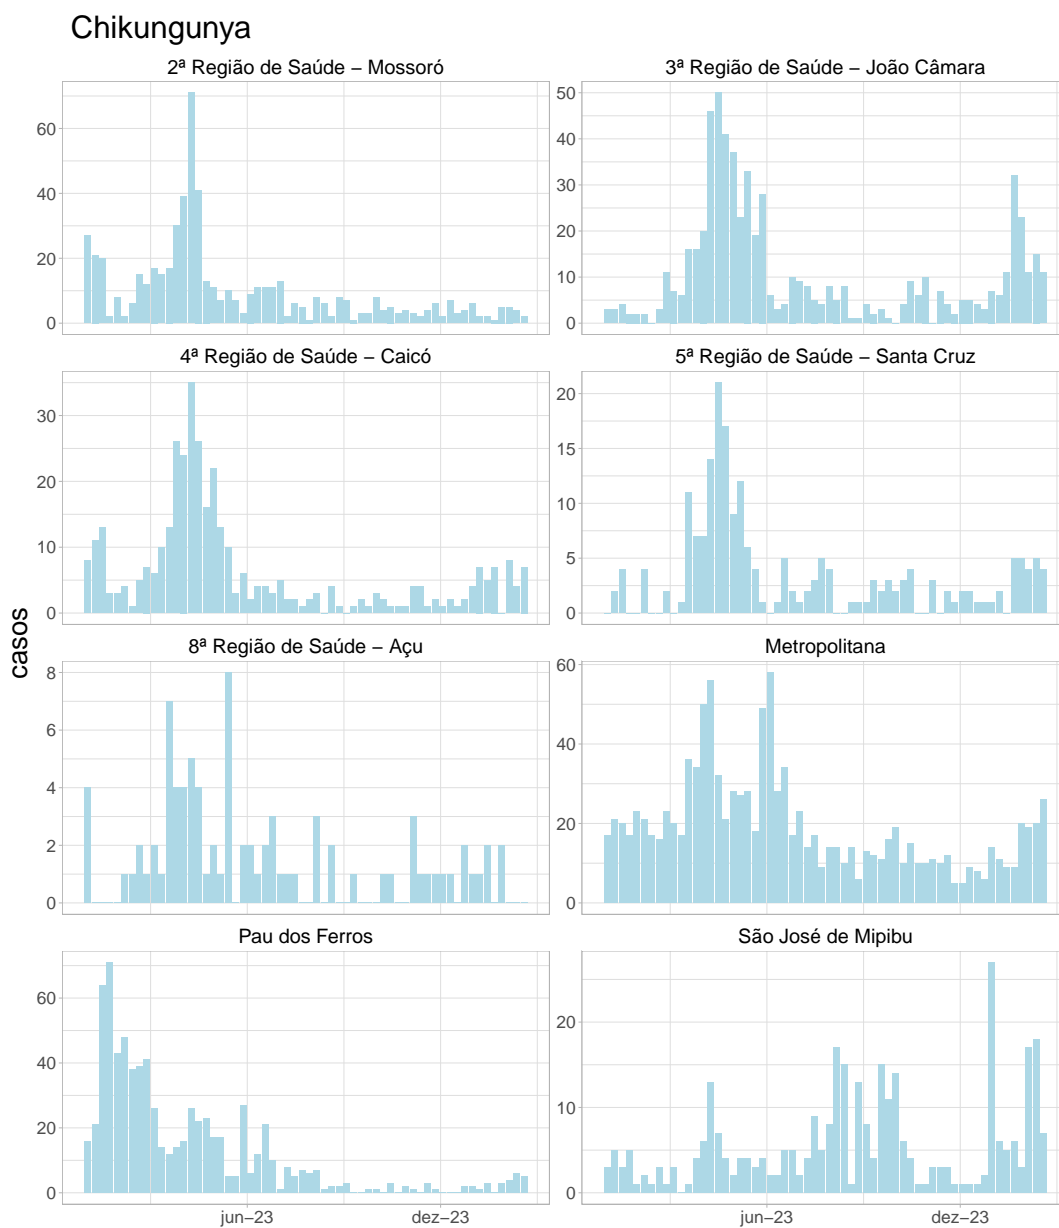 Chikungunya
2ª Região de Saúde – Mossoró
3ª Região de Saúde – João Câmara
60
40
20
0
50
40
30
20
10
0
4ª Região de Saúde – Caicó
5ª Região de Saúde – Santa Cruz
30
20
10
0
20
15
10
5
0
casos
8ª Região de Saúde – Açu
Metropolitana
8
6
4
2
0
60
40
20
0
Pau dos Ferros
São José de Mipibu
60
40
20
0
20
10
0
jun–23
dez–23
jun–23
dez–23